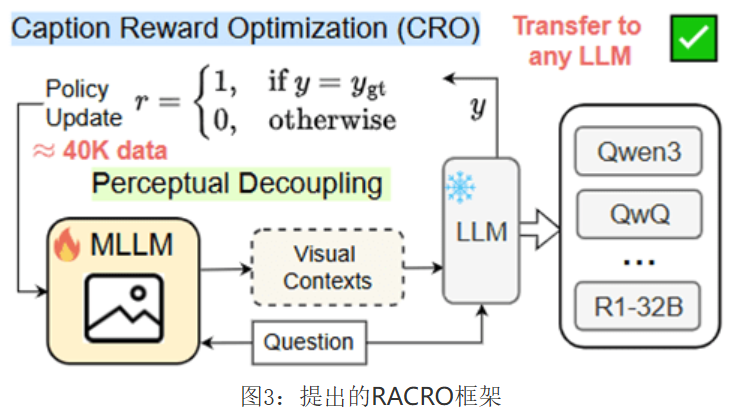 Caption Reward Optimization (CRO)
Transfer to
any LLM
Policy
Update
r = {1, if y = y_gt
0, otherwise
y
≈ 40K data
Perceptual Decoupling
MLLM
Visual
Contexts
LLM
Question
Qwen3
QwQ
...
R1-32B
图3：提出的RACRO框架